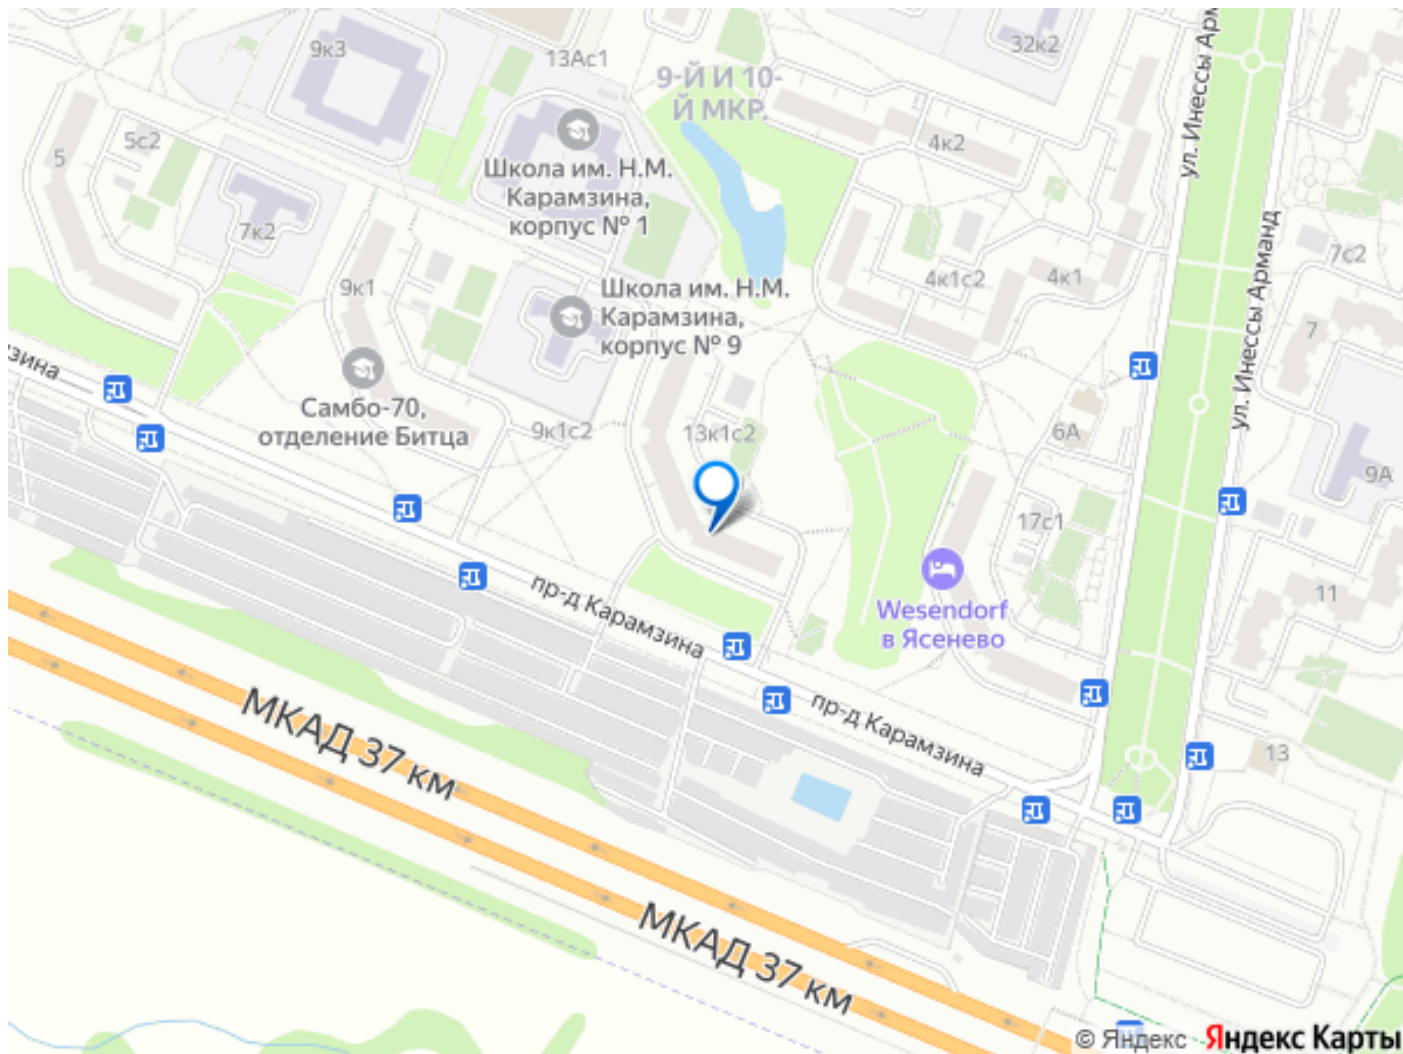 9к3
13Ас1
32к2
9-Й И 10-
Й МКР.
ул. Инессы Арм
5с2
5
4к2
Школа им. Н.М.
Карамзина,
корпус № 1
7к2
ул. Инессы Арманд
7с2
9к1
4к1с2
4к1
Школа им. Н.М.
Карамзина,
корпус № 9
7
зина
Самбо-70,
отделение Битца
9к1с2
13к1с2
6А
9А
17с1
Wesendorf
в Ясенево
11
пр-д Карамзина
пр-д Карамзина
13
МКАД 37 км
МКАД 37 км
© Яндекс Яндекс Карты